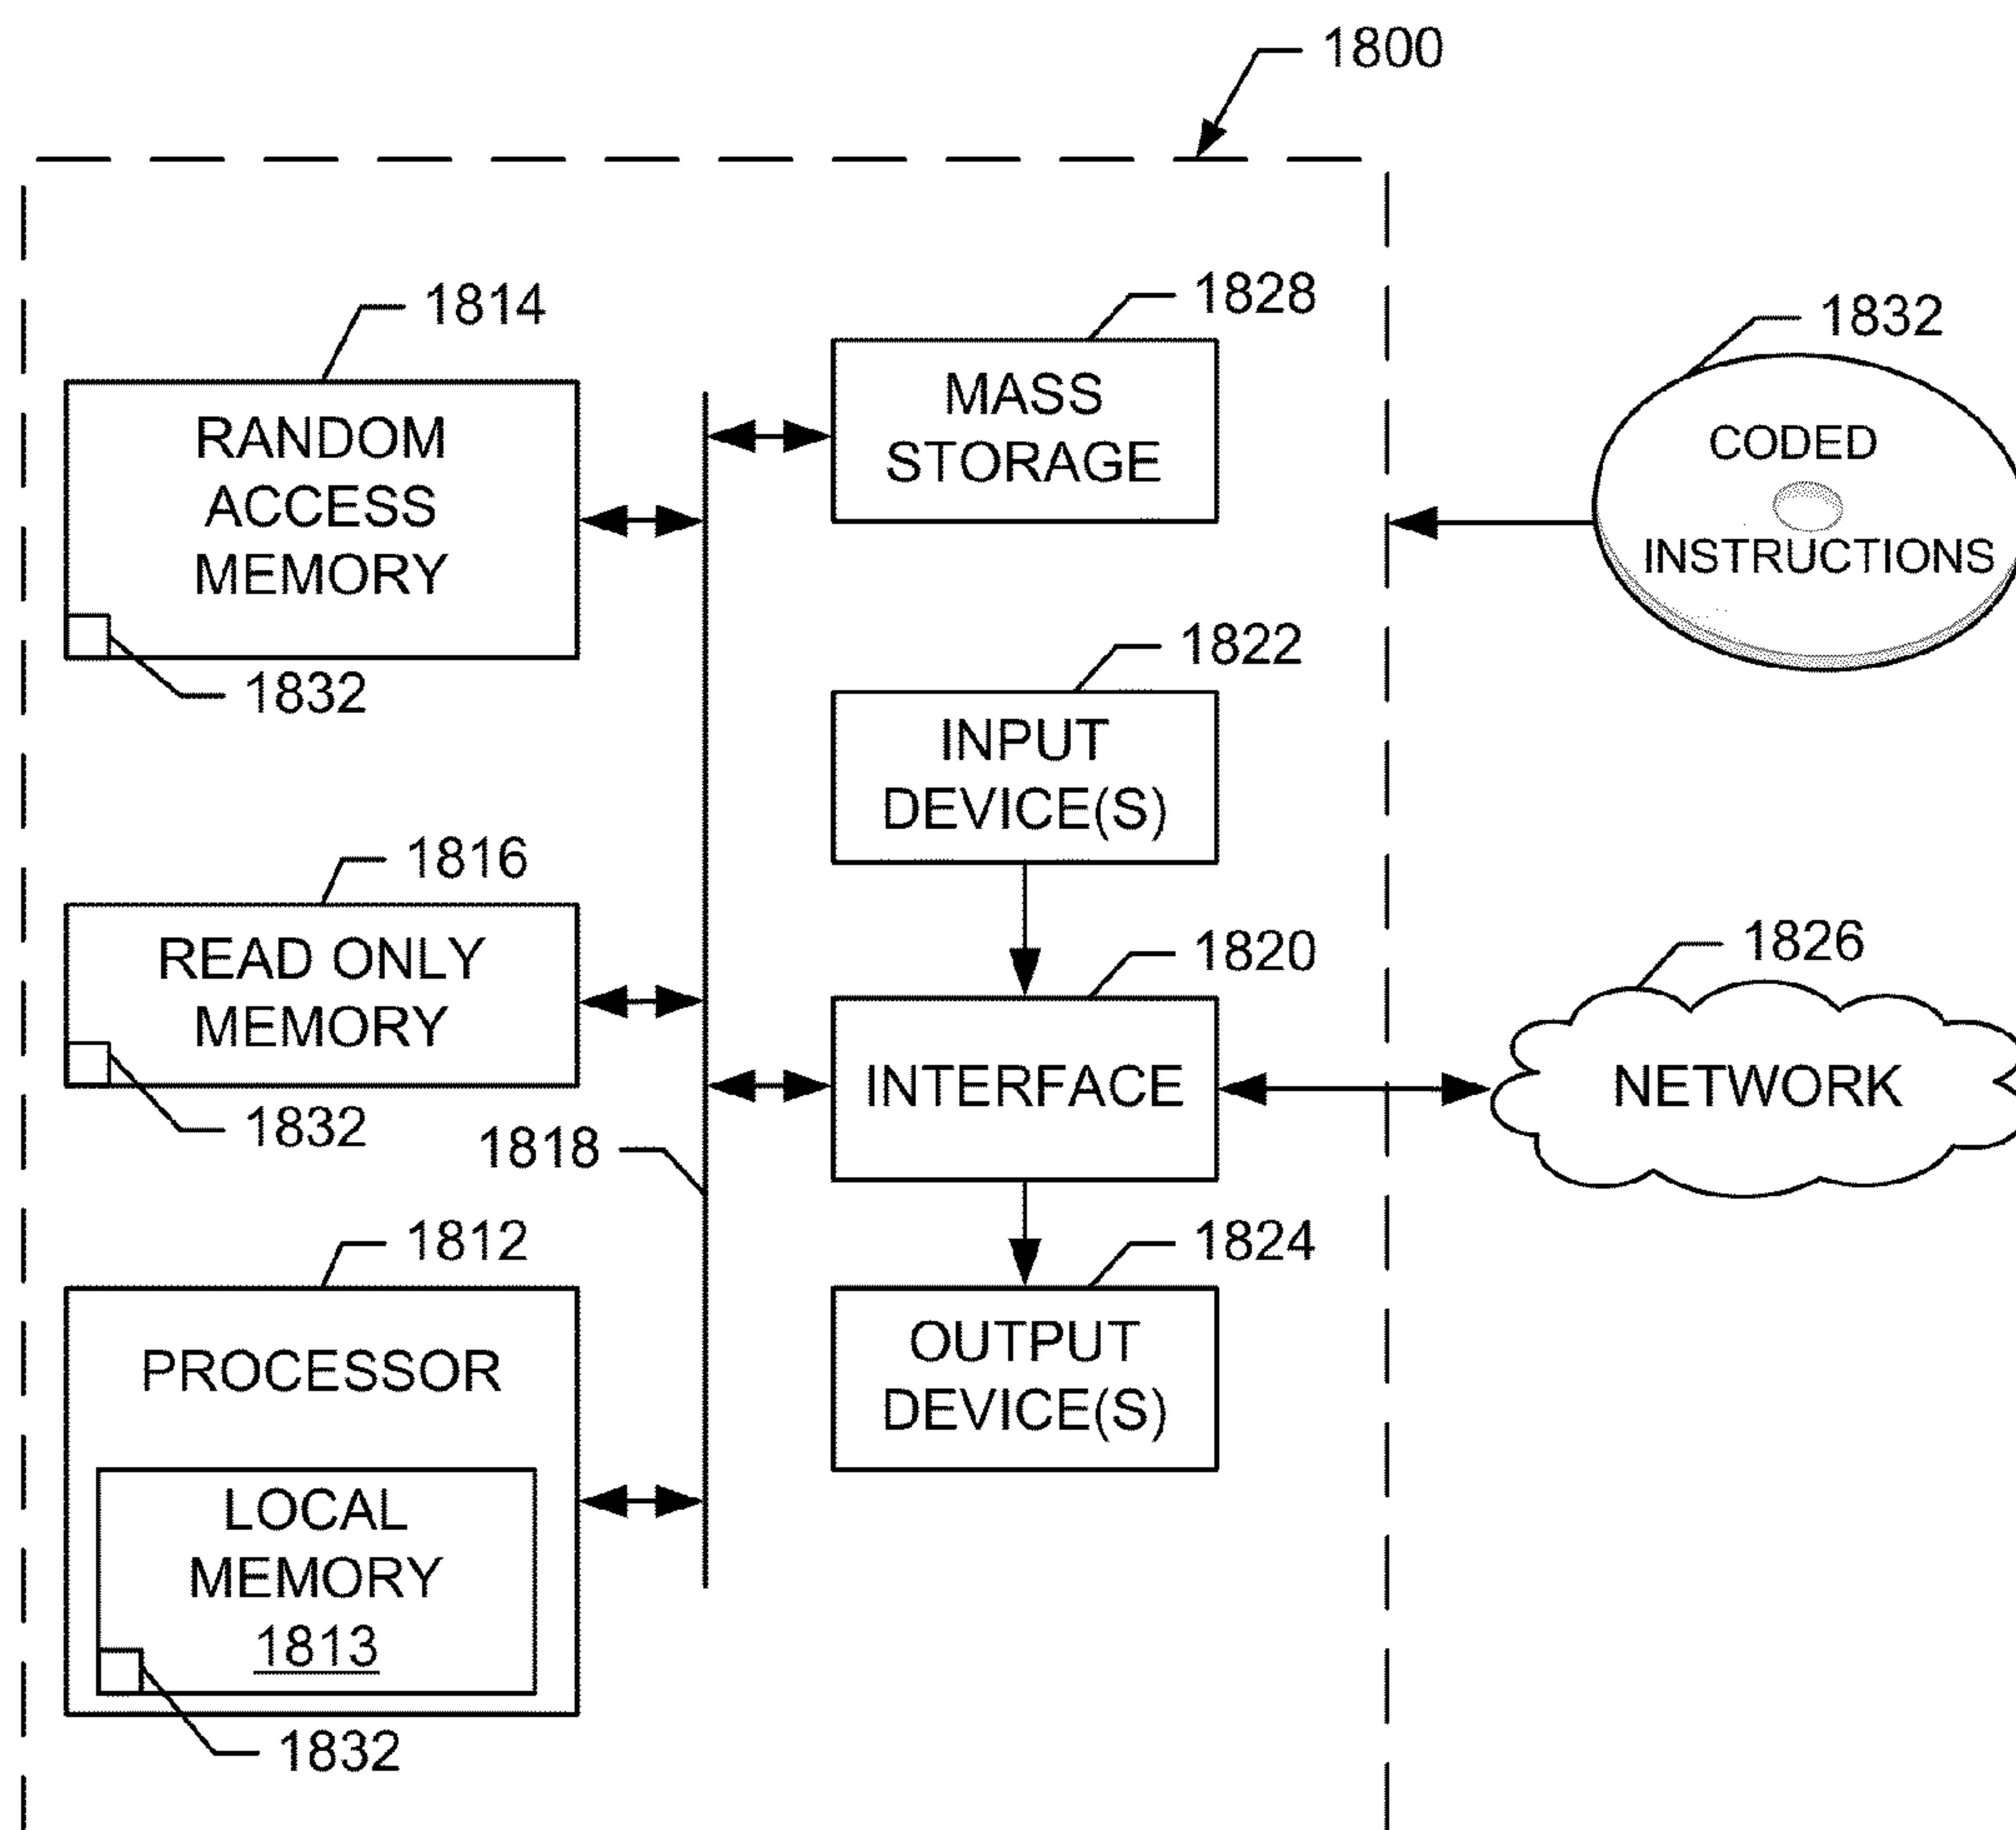 1800
1814
RANDOM
ACCESS
MEMORY
1832
1828
MASS
STORAGE
1832
CODED
INSTRUCTIONS
1822
INPUT
DEVICE(S)
1816
READ ONLY
MEMORY
1832
1818
1820
INTERFACE
1826
NETWORK
1812
PROCESSOR
LOCAL
MEMORY
1813
1832
1824
OUTPUT
DEVICE(S)